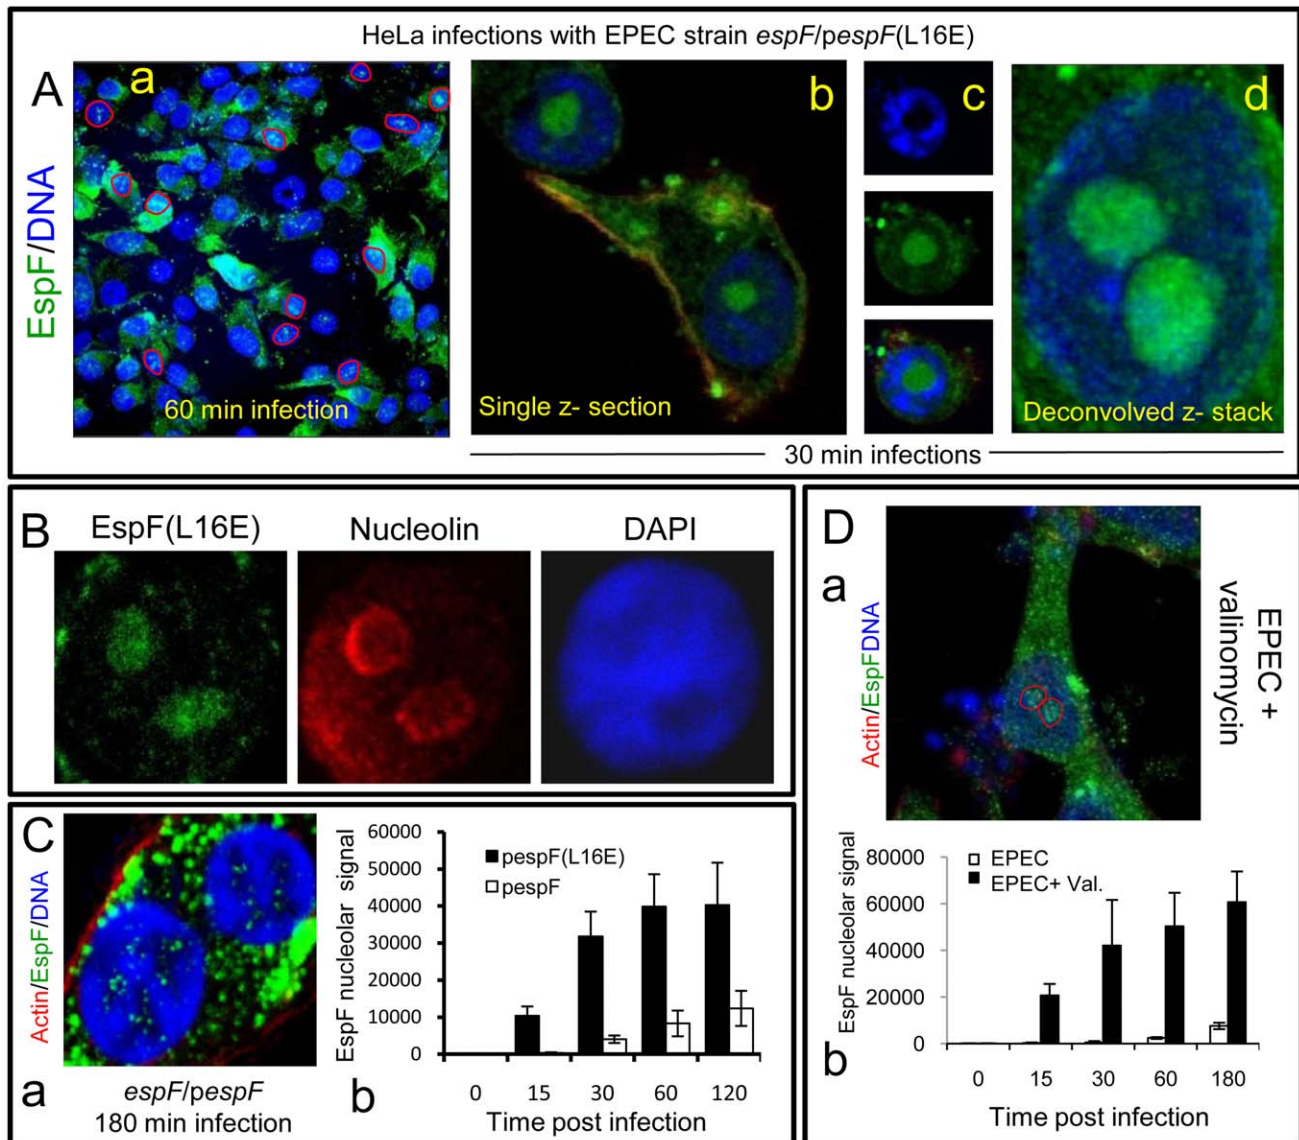 HeLa infections with EPEC strain espF/pespF(L16E)
A
EspF/DNA
a
60 min infection
b
Single z- section
c
d
Deconvolved z- stack
30 min infections
B
EspF(L16E)
Nucleolin
DAPI
C
Actin/EspF/DNA
a
espF/pespF
180 min infection
b
EspF nucleolar signal
60000
50000
40000
30000
20000
10000
0
pespF(L16E)
pespF
0 15 30 60 120
Time post infection
D
a
Actin/EspFDNA
EPEC +
valinomycin
b
EspF nucleolar signal
80000
60000
40000
20000
0
EPEC
EPEC+ Val.
0 15 30 60 180
Time post infection